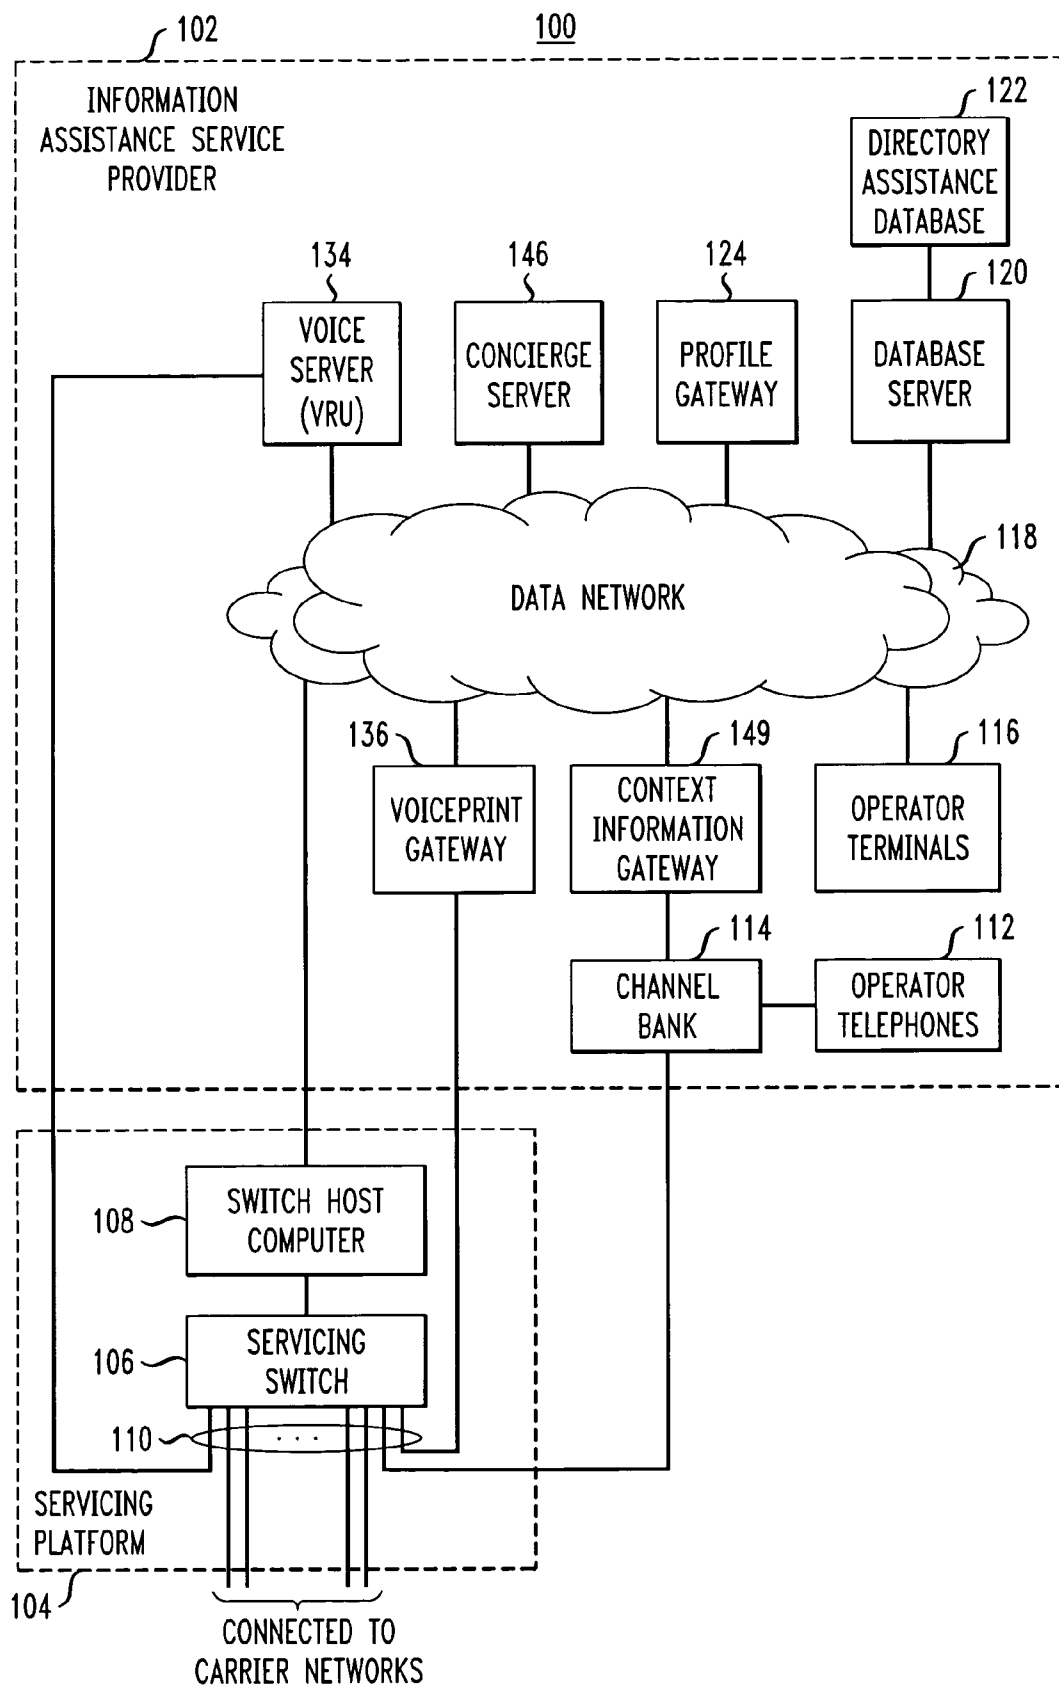 100
102
INFORMATION
ASSISTANCE SERVICE
PROVIDER
122
DIRECTORY
ASSISTANCE
DATABASE
134
146
124
120
VOICE
SERVER
(VRU)
CONCIERGE
SERVER
PROFILE
GATEWAY
DATABASE
SERVER
118
DATA NETWORK
136
149
116
VOICEPRINT
GATEWAY
CONTEXT
INFORMATION
GATEWAY
OPERATOR
TERMINALS
114
112
CHANNEL
BANK
OPERATOR
TELEPHONES
108
SWITCH HOST
COMPUTER
106
SERVICING
SWITCH
110
. . .
SERVICING
PLATFORM
104
CONNECTED TO
CARRIER NETWORKS